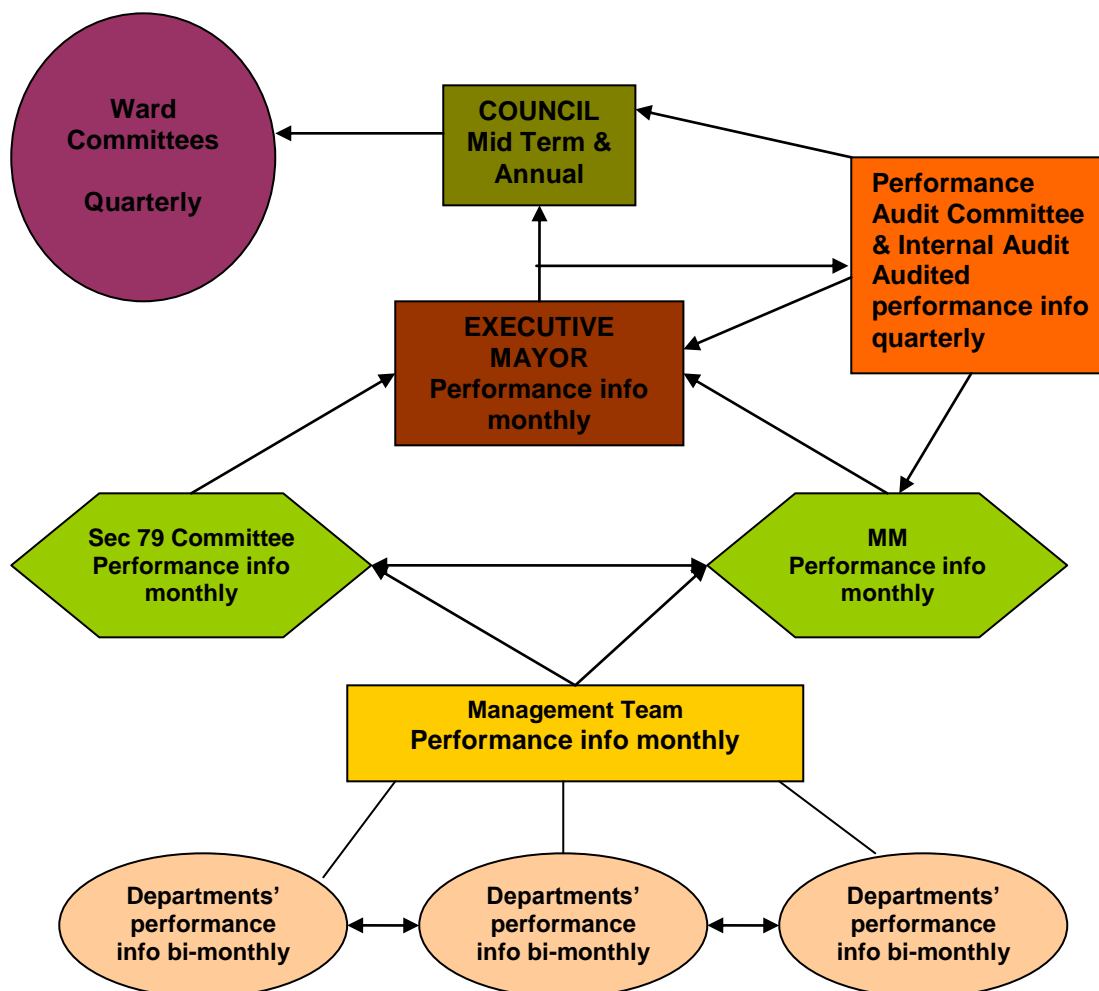 Ward
Committees
Quarterly
COUNCIL
Mid Term &
Annual
Performance
Audit Committee
& Internal Audit
Audited
performance info
quarterly
EXECUTIVE
MAYOR
Performance info
monthly
Sec 79 Committee
Performance info
monthly
MM
Performance info
monthly
Management Team
Performance info monthly
Departments’
performance
info bi-monthly
Departments’
performance
info bi-monthly
Departments’
performance
info bi-monthly